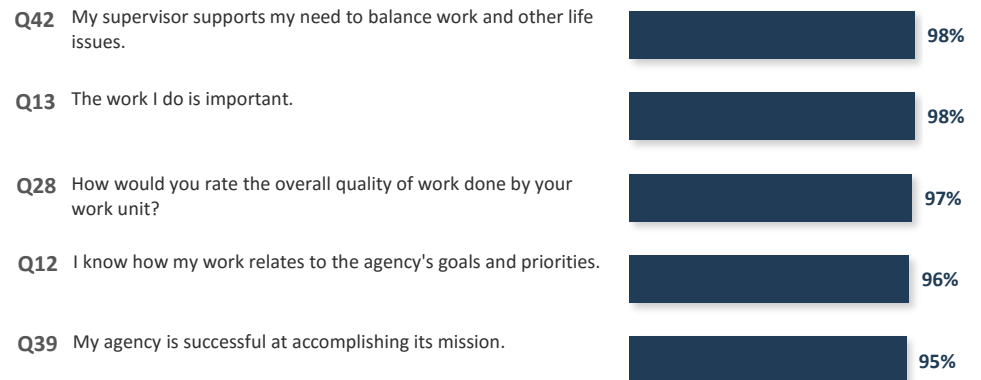 Q42 My supervisor supports my need to balance work and other life
issues.
98%
Q13 The work I do is important.
98%
Q28 How would you rate the overall quality of work done by your
work unit?
97%
Q12 I know how my work relates to the agency's goals and priorities.
96%
Q39 My agency is successful at accomplishing its mission.
95%